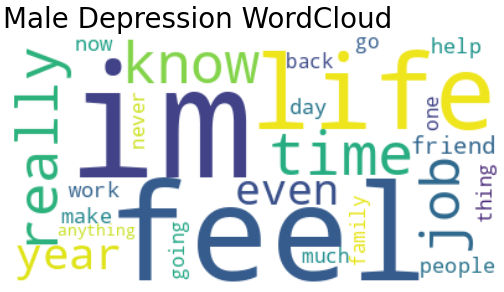 Male Depression WordCloud
now
know
back
go
help
really
im
life
never
day
one
time
friend
work
even
job
thing
make
feel
anything
year
going
much
family
people